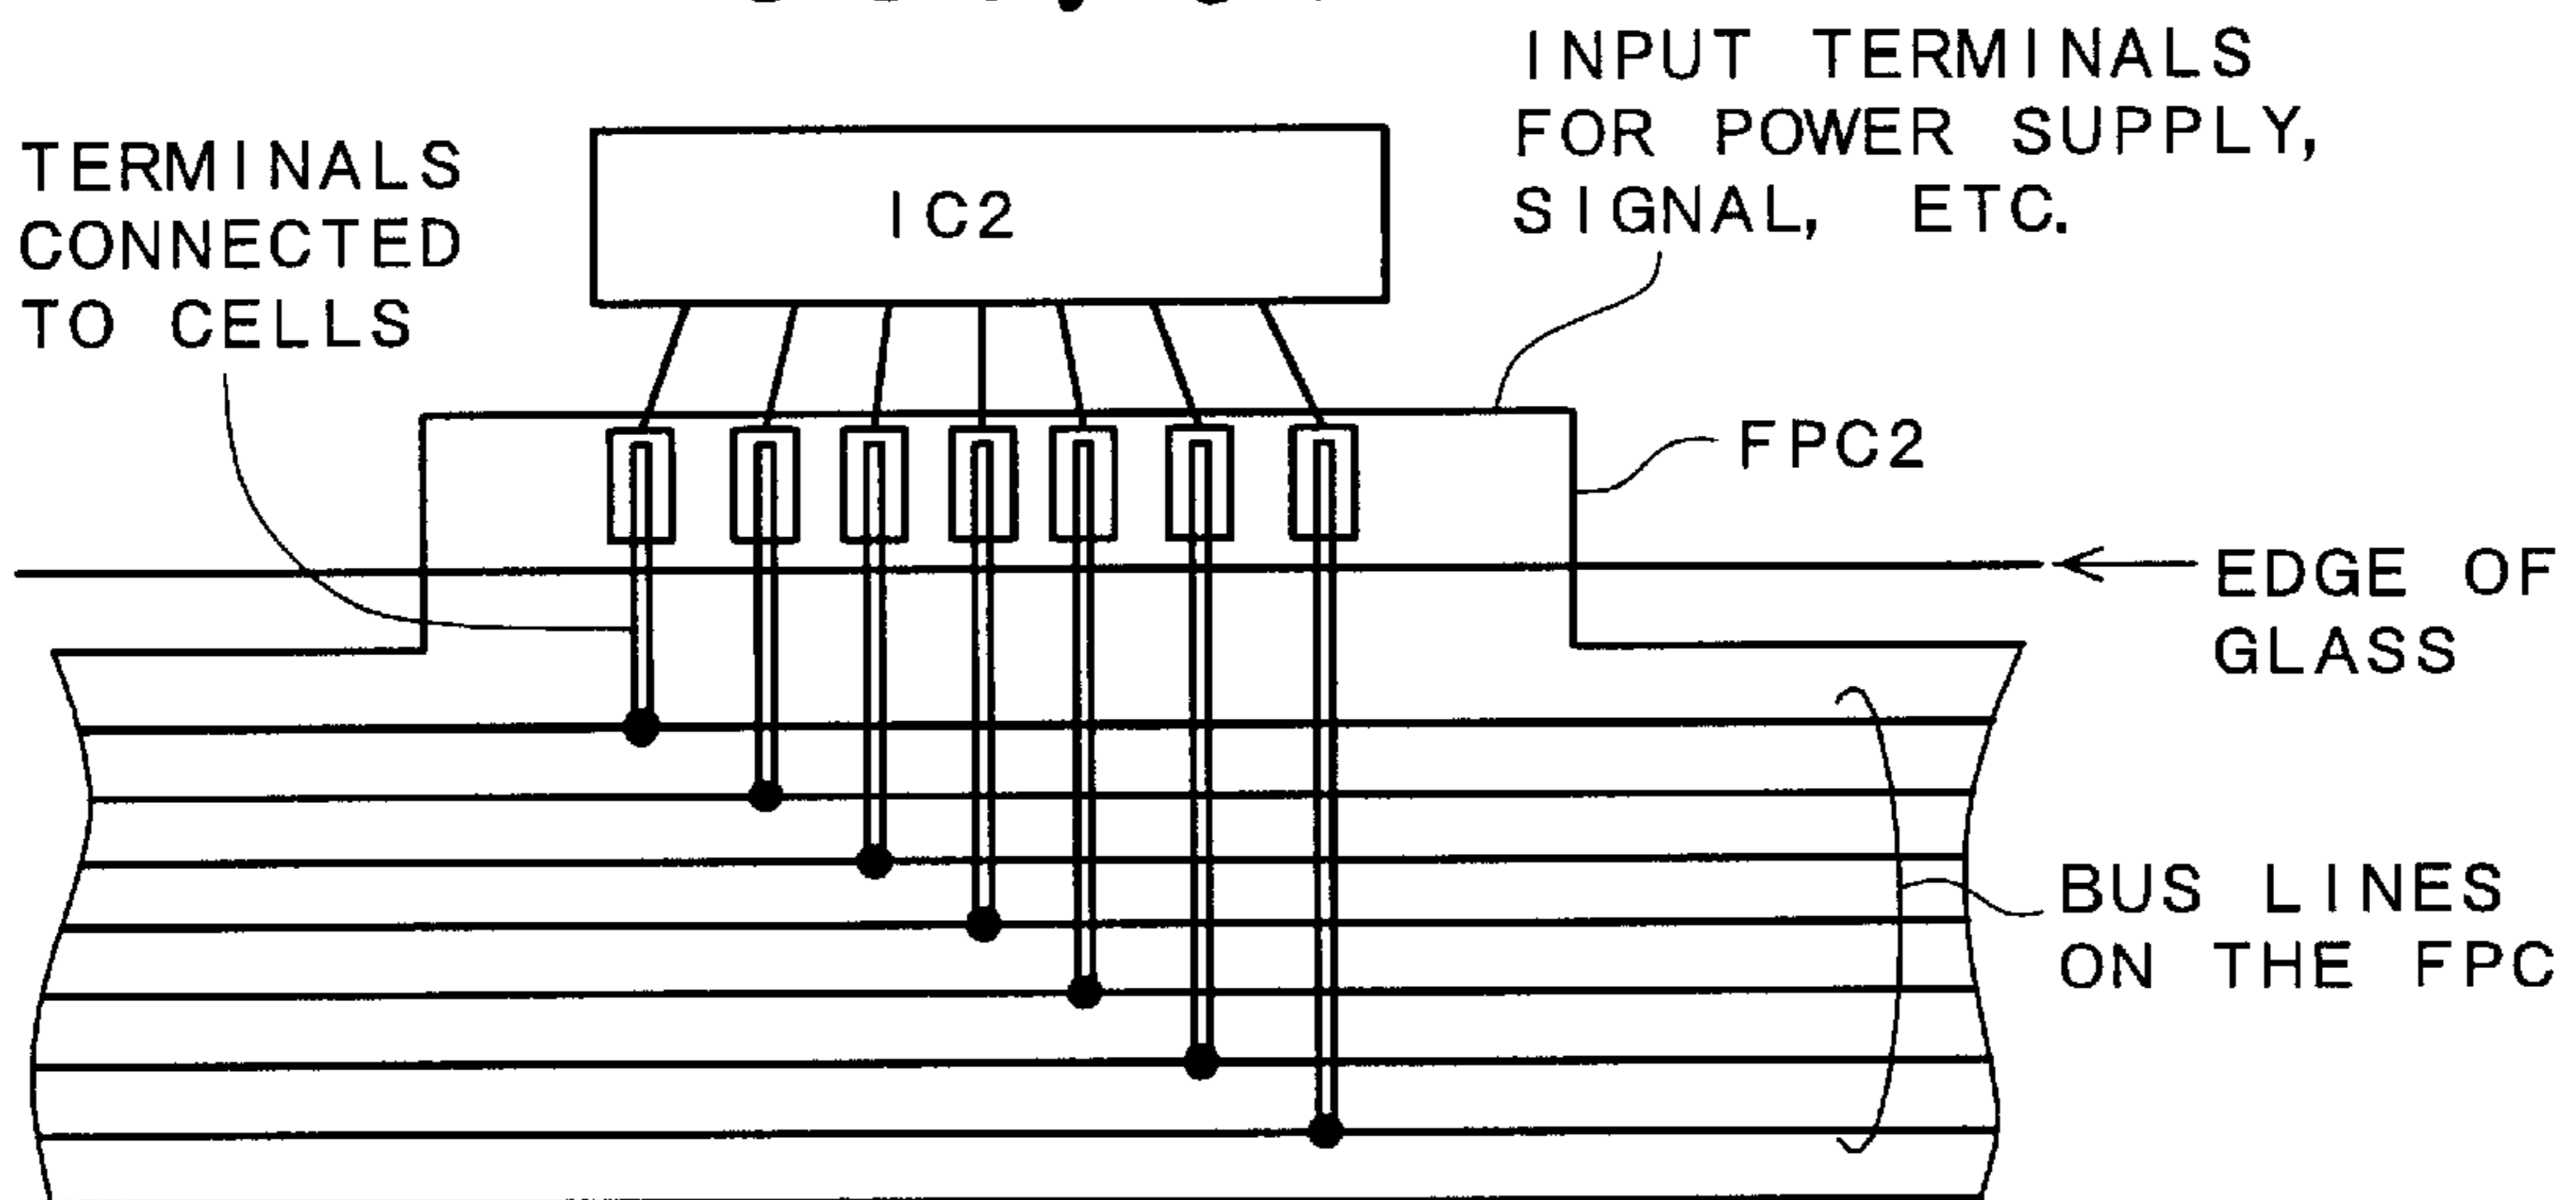 INPUT TERMINALS
FOR POWER SUPPLY,
SIGNAL, ETC.
TERMINALS
CONNECTED
TO CELLS
IC2
FPC2
EDGE OF
GLASS
BUS LINES
ON THE FPC